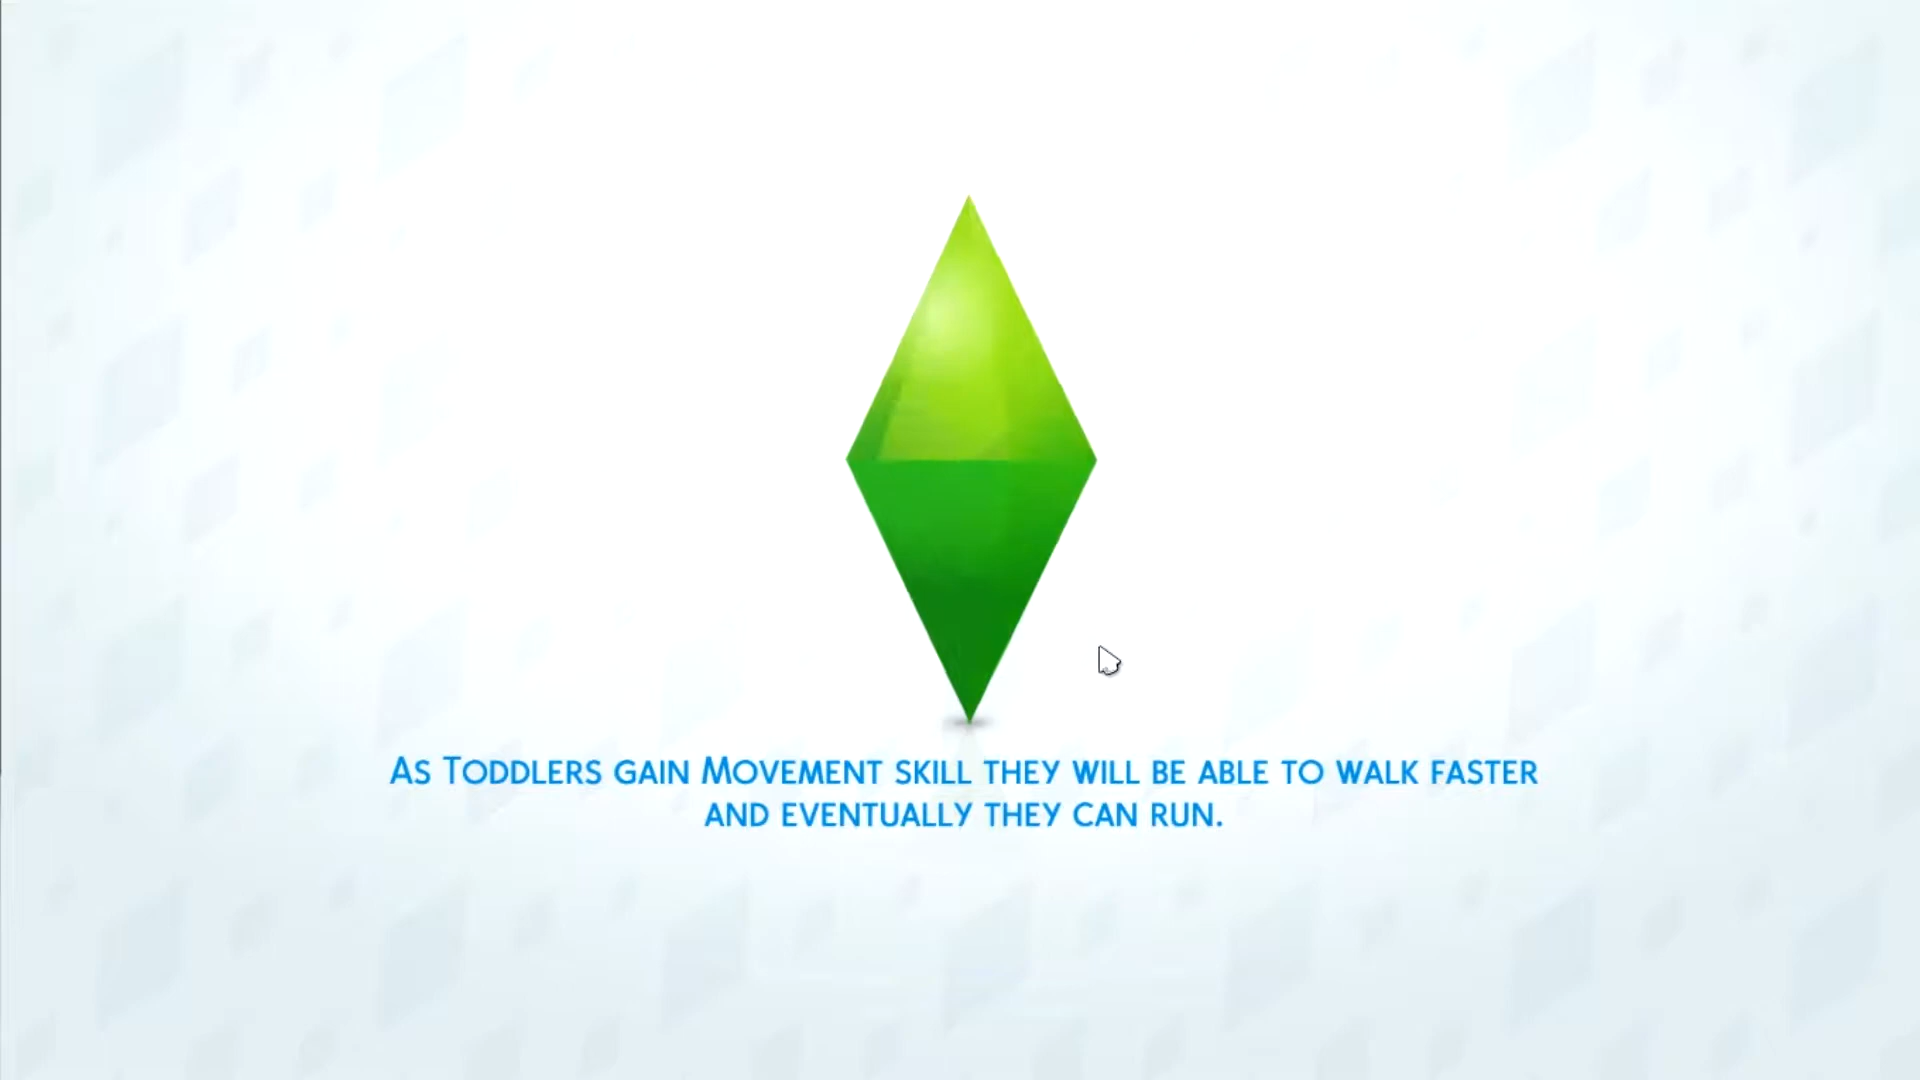 As Toddlers gain Movement skill they will be able to walk faster
and eventually they can run.